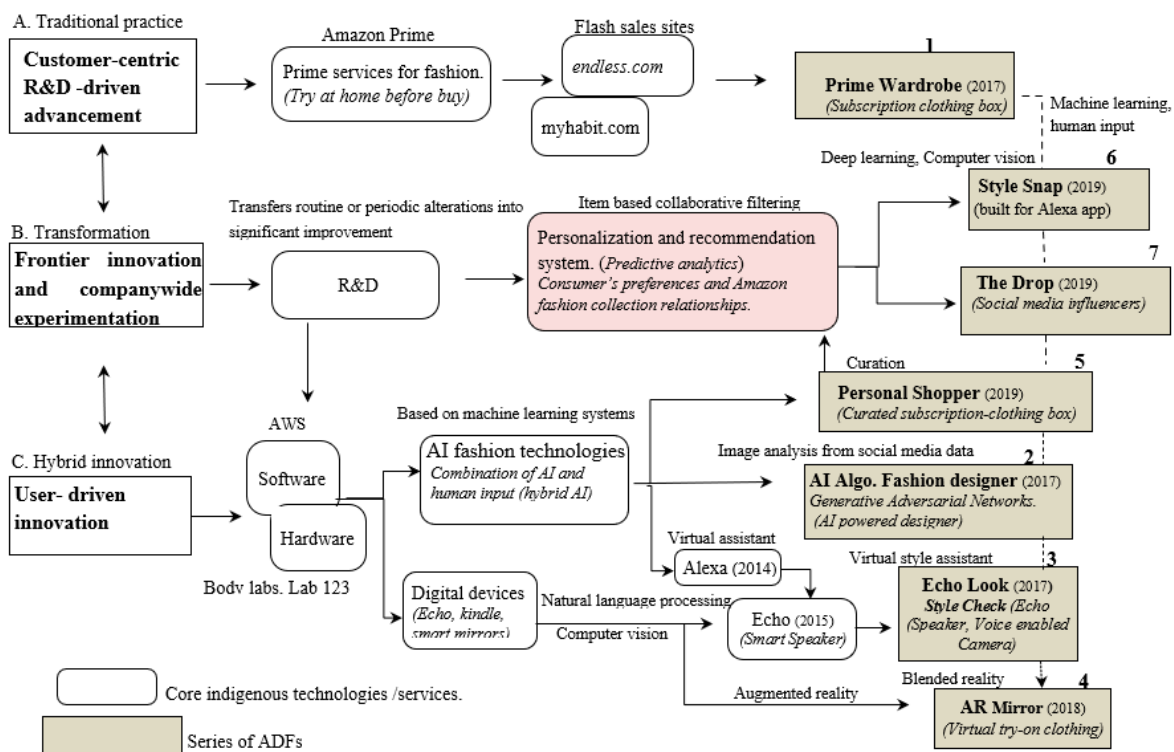 A. Traditional practice
Customer-centric
R&D -driven
advancement
Amazon Prime
Prime services for fashion.
(Try at home before buy)
Flash sales sites
endless.com
myhabit.com
1
Prime Wardrobe (2017)
(Subscription clothing box)
Machine learning,
human input
Deep learning, Computer vision
6
Style Snap (2019)
(built for Alexa app)
B. Transformation
Frontier innovation
and companywide
experimentation
Transfers routine or periodic alterations into
significant improvement
R&D
Item based collaborative filtering
Personalization and recommendation
system. (Predictive analytics)
Consumer's preferences and Amazon
fashion collection relationships.
7
The Drop (2019)
(Social media influencers)
Curation
5
Personal Shopper (2019)
(Curated subscription-clothing box)
C. Hybrid innovation
User- driven
innovation
AWS
Software
Hardware
Body labs. Lab 123
Based on machine learning systems
AI fashion technologies
Combination of AI and
human input (hybrid AI)
Image analysis from social media data
2
AI Algo. Fashion designer (2017)
Generative Adversarial Networks.
(AI powered designer)
Virtual assistant
Alexa (2014)
Digital devices
(Echo, kindle,
smart mirrors)
Natural language processing
Computer vision
Echo (2015)
(Smart Speaker)
Virtual style assistant
3
Echo Look (2017)
Style Check (Echo
(Speaker, Voice enabled
Camera)
Augmented reality
Blended reality
4
AR Mirror (2018)
(Virtual try-on clothing)
Core indigenous technologies /services.
Series of ADFs